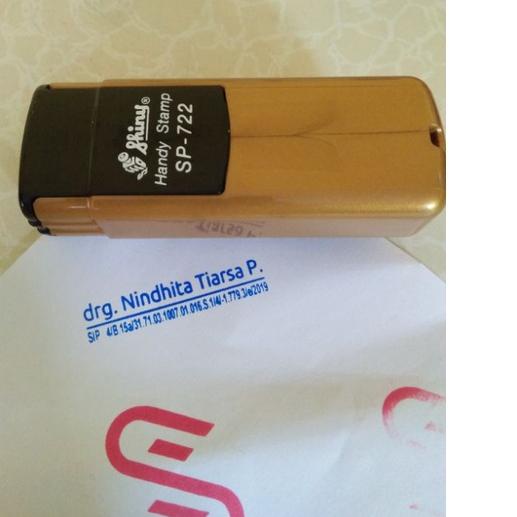 Shiny®
Handy Stamp
SP-722
drg. Nindhita Tiarsa P.
SIP 4/B 15a/31.71.03.1007.01.016.S.1/4/-1.779.3/e/2019